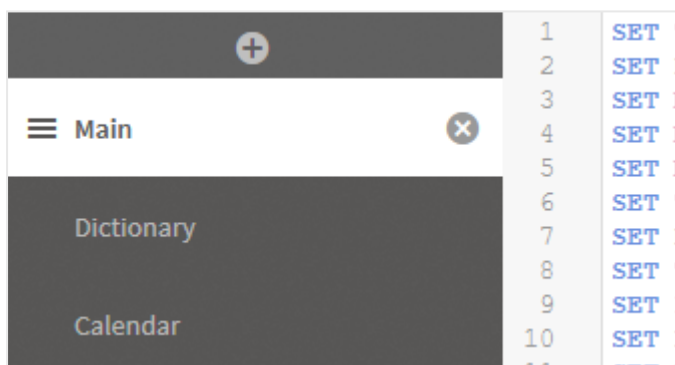 Main
Dictionary
Calendar
1 SET
2 SET
3 SET
4 SET
5 SET
6 SET
7 SET
8 SET
9 SET
10 SET